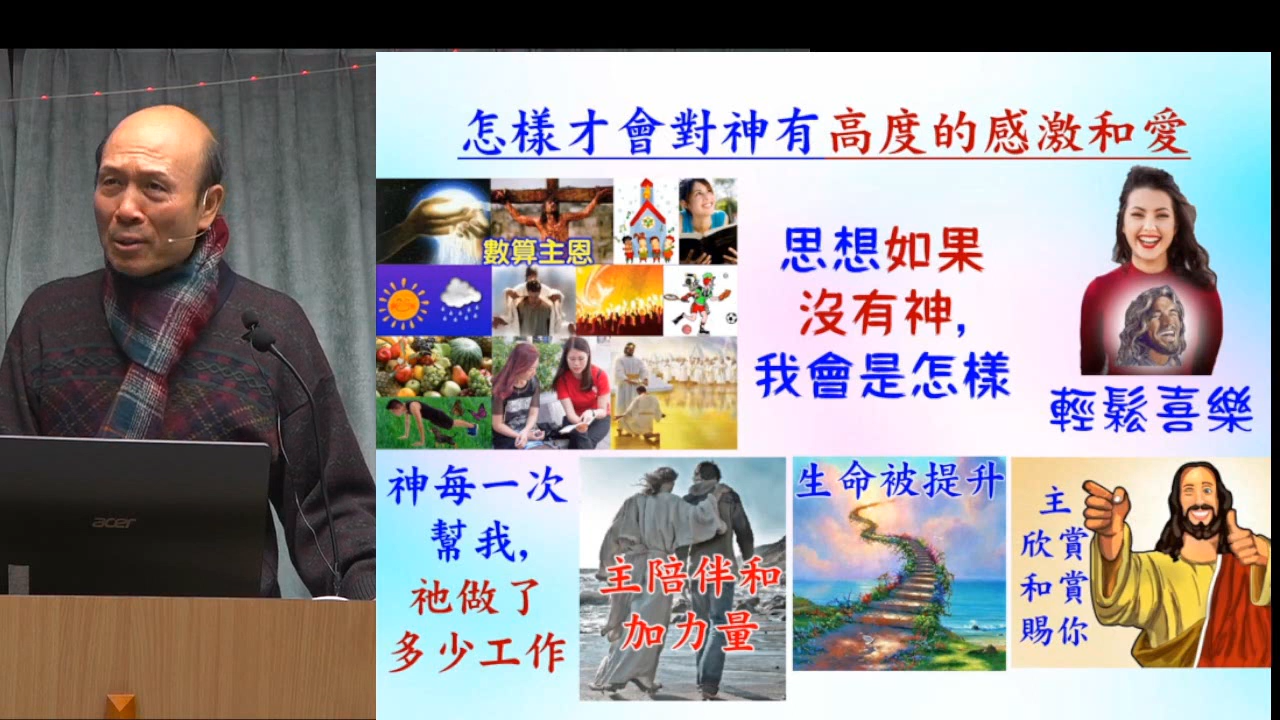 怎樣才會對神有高度的感激和愛
數算主恩
思想如果
沒有神,
我會是怎樣
輕鬆喜樂
神每一次
幫我,
祂做了
多少工作
主陪伴和
加力量
生命被提升
主
欣賞
和賞
賜你
acer